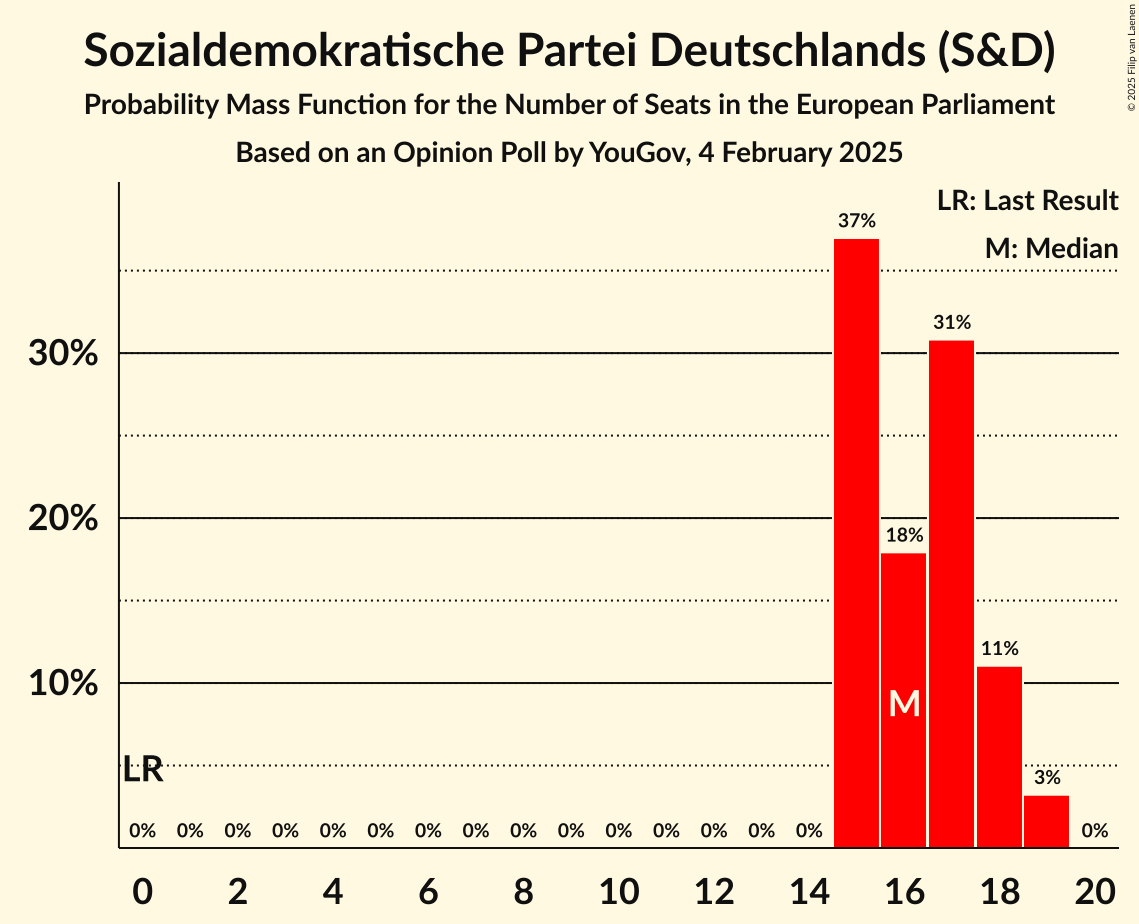 Sozialdemokratische Partei Deutschlands (S&D)
Probability Mass Function for the Number of Seats in the European Parliament
Based on an Opinion Poll by YouGov, 4 February 2025
© 2025 Filip van Laenen
LR: Last Result
M: Median
37%
31%
30%
20%
18%
11%
10%
M
LR
3%
0% 0% 0% 0% 0% 0% 0% 0% 0% 0% 0% 0% 0% 0% 0% 0%
0 2 4 6 8 10 12 14 16 18 20